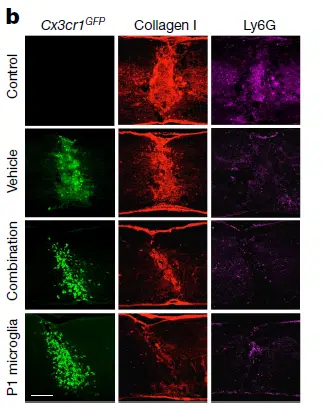 b
Cx3cr1GFP Collagen I Ly6G
Control
Vehicle
Combination
P1 microglia